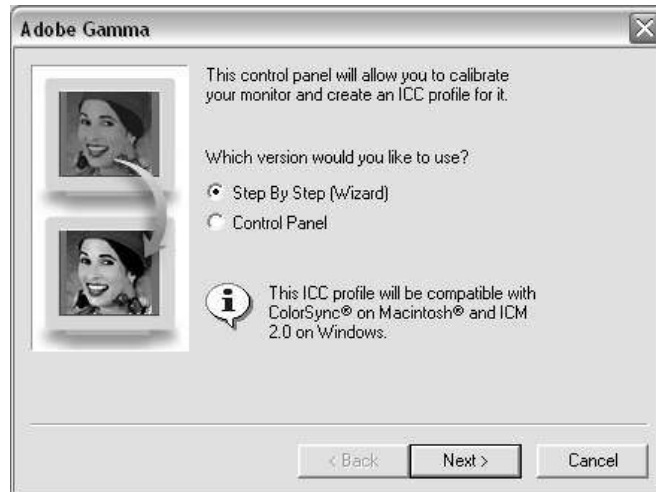 Adobe Gamma
This control panel will allow you to calibrate
your monitor and create an ICC profile for it.
Which version would you like to use?
Step By Step (Wizard)
Control Panel
This ICC profile will be compatible with
ColorSync® on Macintosh® and ICM
2.0 on Windows.
< Back
Next >
Cancel